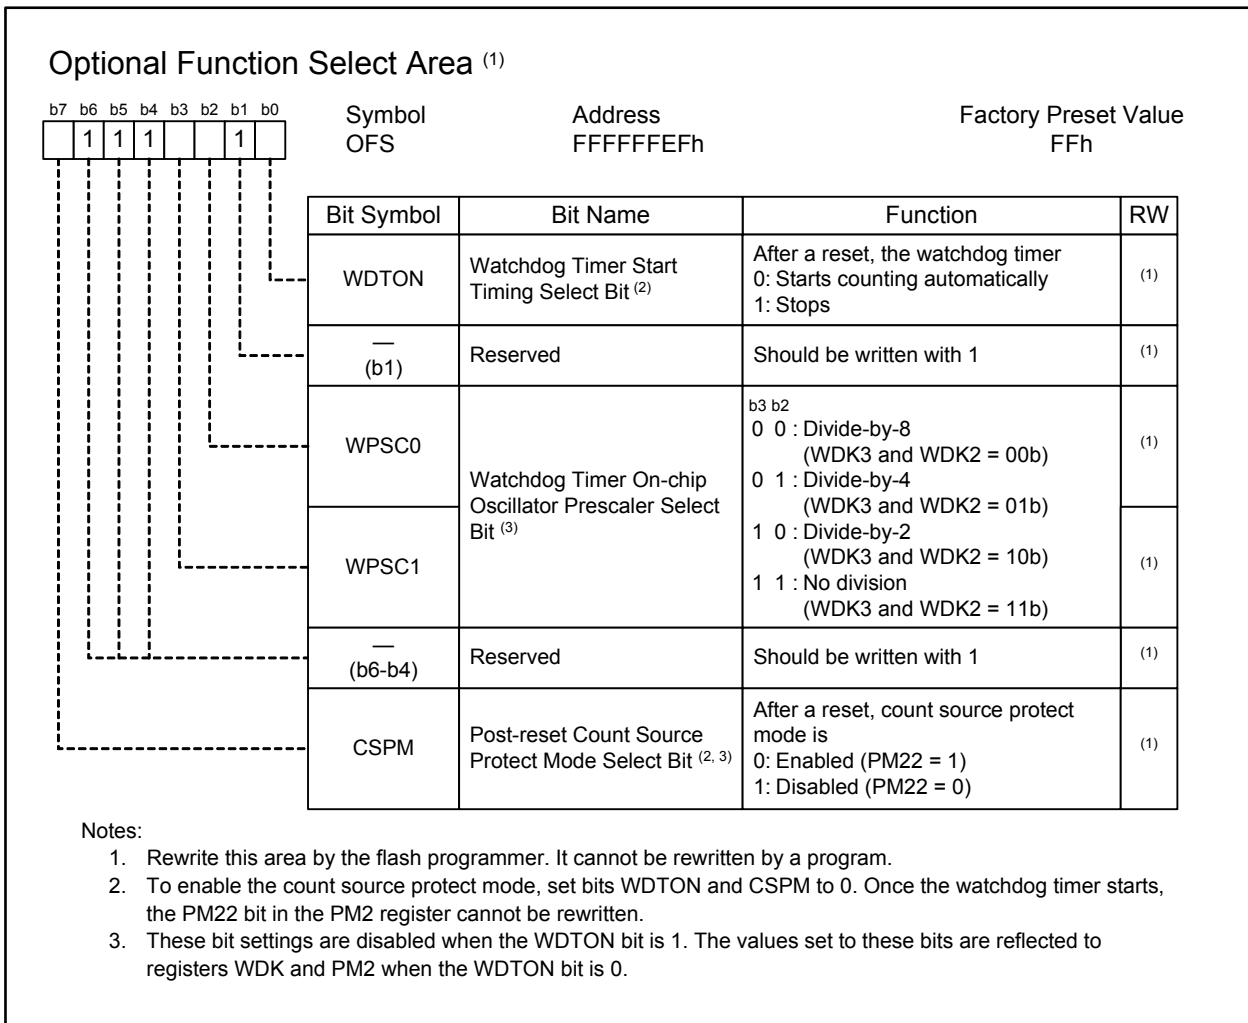 Optional Function Select Area (1)
b7 b6 b5 b4 b3 b2 b1 b0
1 1 1 1
Symbol Address Factory Preset Value
OFS FFFFFFEFh FFh
Bit Symbol Bit Name Function RW
WDTON
Watchdog Timer Start
Timing Select Bit (2)
After a reset, the watchdog timer
0: Starts counting automatically
1: Stops
(1)
—
(b1)
Reserved
Should be written with 1
(1)
WPSC0
WPSC1
Watchdog Timer On-chip
Oscillator Prescaler Select
Bit (3)
b3 b2
0 0 : Divide-by-8
(WDK3 and WDK2 = 00b)
0 1 : Divide-by-4
(WDK3 and WDK2 = 01b)
1 0 : Divide-by-2
(WDK3 and WDK2 = 10b)
1 1 : No division
(WDK3 and WDK2 = 11b)
(1)
(1)
—
(b6-b4)
Reserved
Should be written with 1
(1)
CSPM
Post-reset Count Source
Protect Mode Select Bit (2, 3)
After a reset, count source protect
mode is
0: Enabled (PM22 = 1)
1: Disabled (PM22 = 0)
(1)
Notes:
1. Rewrite this area by the flash programmer. It cannot be rewritten by a program.
2. To enable the count source protect mode, set bits WDTON and CSPM to 0. Once the watchdog timer starts,
the PM22 bit in the PM2 register cannot be rewritten.
3. These bit settings are disabled when the WDTON bit is 1. The values set to these bits are reflected to
registers WDK and PM2 when the WDTON bit is 0.